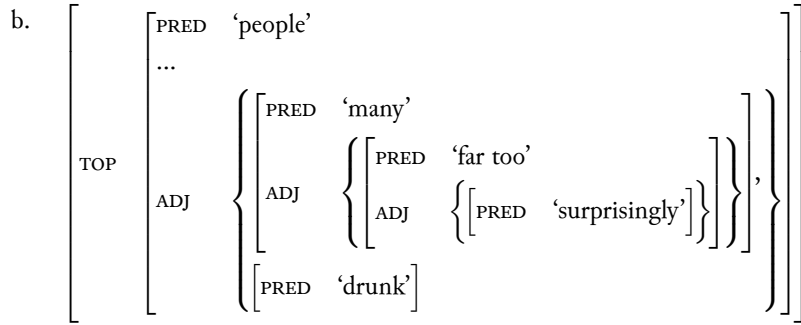 b.
PRED ‘people’
...
PRED ‘many’
PRED ‘far too’
TOP
ADJ
ADJ
ADJ
PRED ‘surprisingly’
,
PRED ‘drunk’